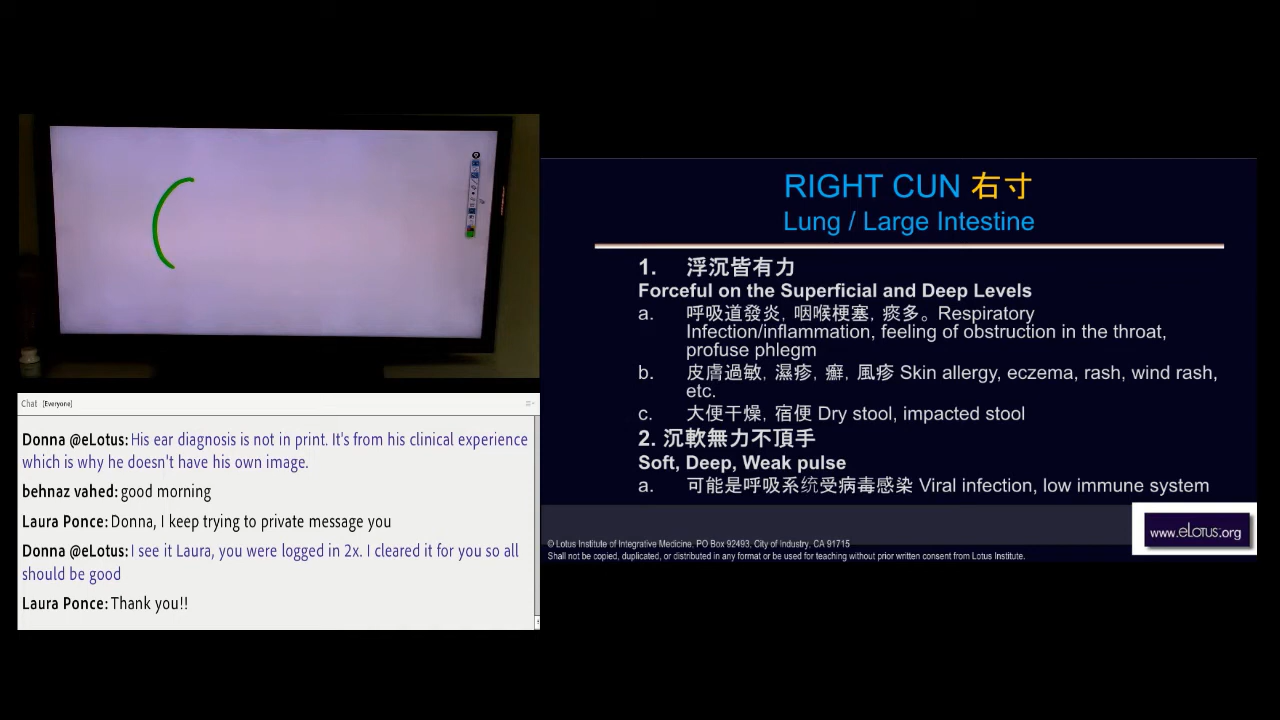 RIGHT CUN 右寸
Lung / Large Intestine
1. 浮沉皆有力
Forceful on the Superficial and Deep Levels
a. 呼吸道發炎, 咽喉梗塞, 痰多。Respiratory
Infection/inflammation, feeling of obstruction in the throat,
profuse phlegm
b. 皮膚過敏, 濕疹, 癬, 風疹 Skin allergy, eczema, rash, wind rash,
etc.
c. 大便干燥, 宿便 Dry stool, impacted stool
2. 沉軟無力不頂手
Soft, Deep, Weak pulse
a. 可能是呼吸系统受病毒感染 Viral infection, low immune system
www.eLotus.org
© Lotus Institute of Integrative Medicine. PO Box 92493, City of Industry, CA 91715
Shall not be copied, duplicated, or distributed in any format or be used for teaching without prior written consent from Lotus Institute.
Chat [Everyone]
Donna @eLotus: His ear diagnosis is not in print. It's from his clinical experience
which is why he doesn't have his own image.
behnaz vahed: good morning
Laura Ponce: Donna, I keep trying to private message you
Donna @eLotus: I see it Laura, you were logged in 2x. I cleared it for you so all
should be good
Laura Ponce: Thank you!!